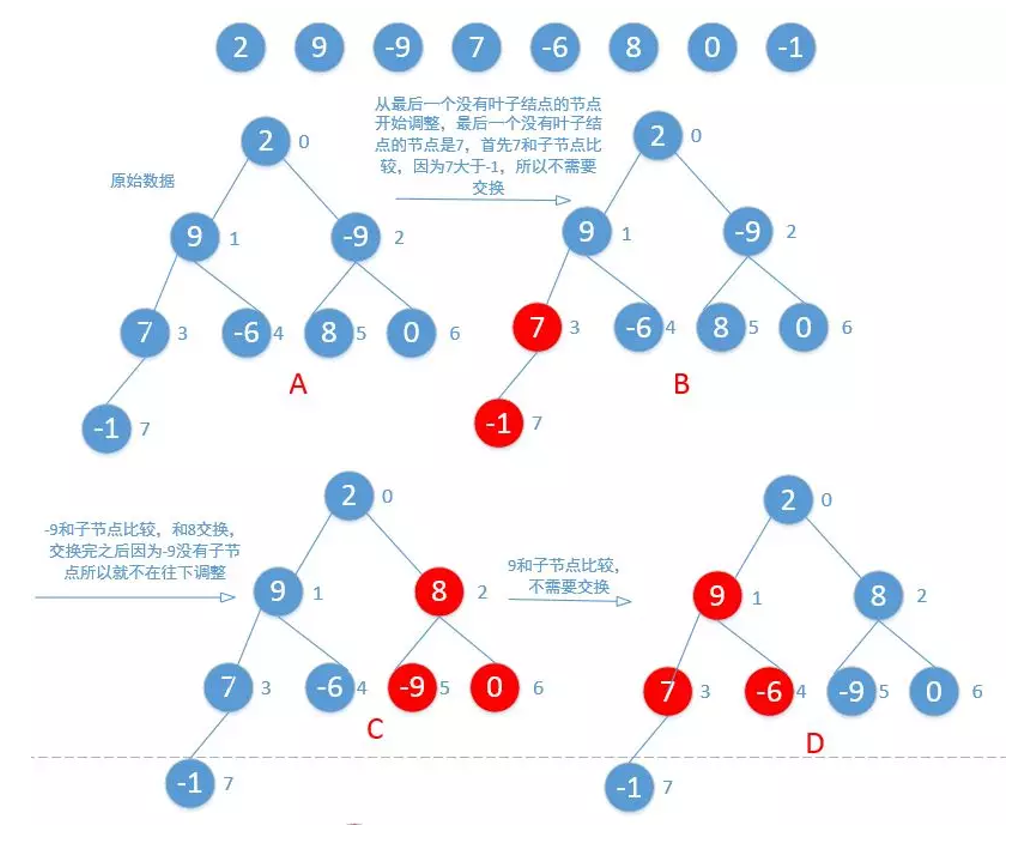 2 9 -9 7 -6 8 0 -1
从最后一个没有叶子结点的节点
开始调整，最后一个没有叶子结
点的节点是7，首先7和子节点比
较，因为7大于-1，所以不需要
交换
原始数据
2 0
9 1 -9 2
7 3 -6 4 8 5 0 6
A
-1 7
2 0
9 1 -9 2
7 3 -6 4 8 5 0 6
B
-1 7
-9和子节点比较，和8交换，
交换完之后因为-9没有子节
点所以就不在往下调整
2 0
9 1 8 2
7 3 -6 4 -9 5 0 6
C
-1 7
9和子节点比较，
不需要交换
2 0
9 1 8 2
7 3 -6 4 -9 5 0 6
D
-1 7